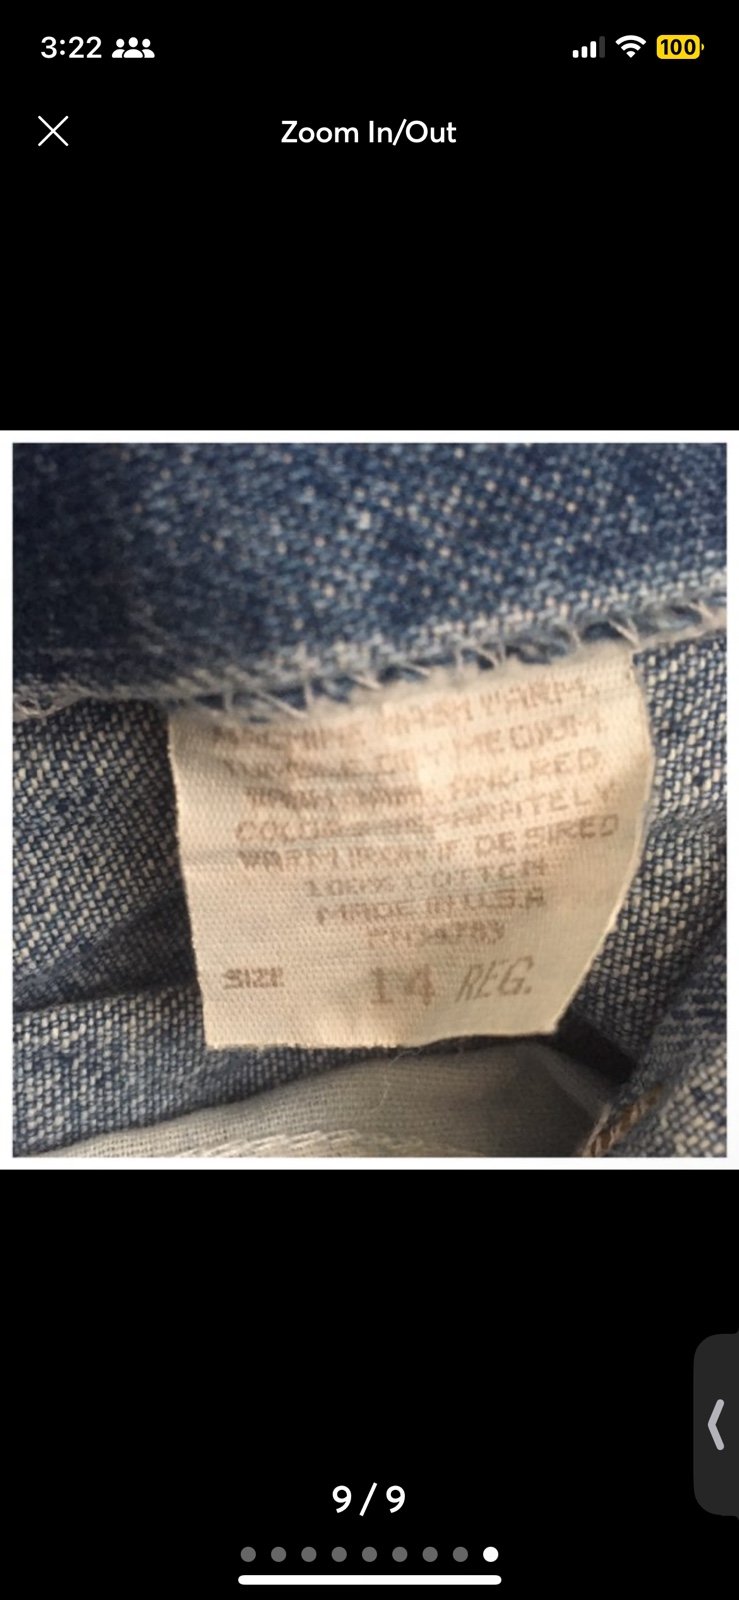 3:22
100
Zoom In/Out
MACHINE WASH WARM
TUMBLE DRY MEDIUM
COLORS SEPARATELY
WARM IRON IF DESIRED
100% COTTON
MADE IN U.S.A
SIZE 14 REG.
9/9